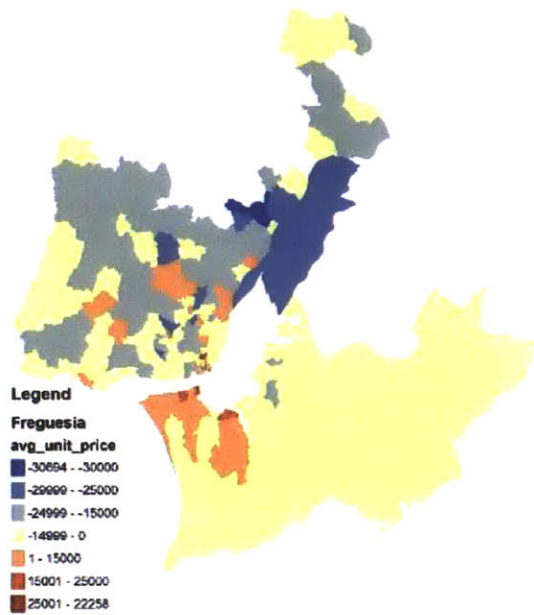 Legend
Freguesia
avg_unit_price
-30694 - -30000
-29999 - -25000
-24999 - -15000
-14999 - 0
1 - 15000
15001 - 25000
25001 - 22258